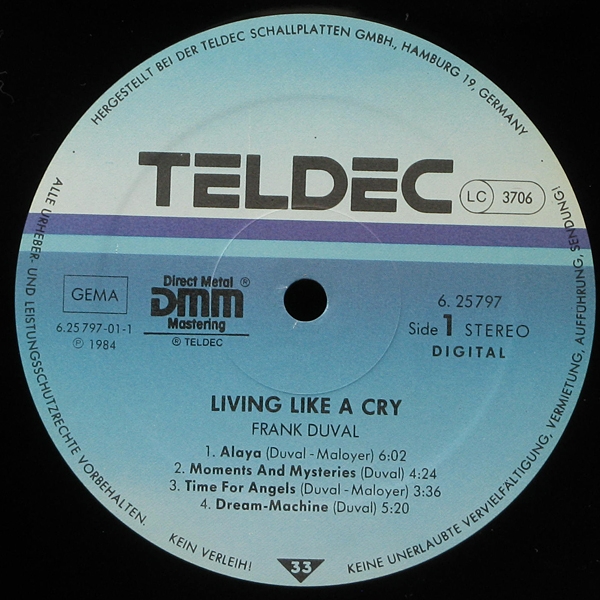 HERGESTELLT BEI DER TELDEC SCHALLPLATTEN GMBH., HAMBURG 19, GERMANY
TELDEC
LC 3706
GEMA
Direct Metal ®
DMM
Mastering
® TELDEC
6.25797-01-1
Ⓟ 1984
6.25797
Side 1 STEREO
DIGITAL
LIVING LIKE A CRY
FRANK DUVAL
1. Alaya (Duval-Maloyer) 6:02
2. Moments And Mysteries (Duval) 4:24
3. Time For Angels (Duval-Maloyer) 3:36
4. Dream-Machine (Duval) 5:20
33
ALLE URHEBER- UND LEISTUNGSSCHUTZRECHTE VORBEHALTEN. KEIN VERLEIH! KEINE UNERLAUBTE VERVIELFÄLTIGUNG, VERMIETUNG, AUFFÜHRUNG, SENDUNG!